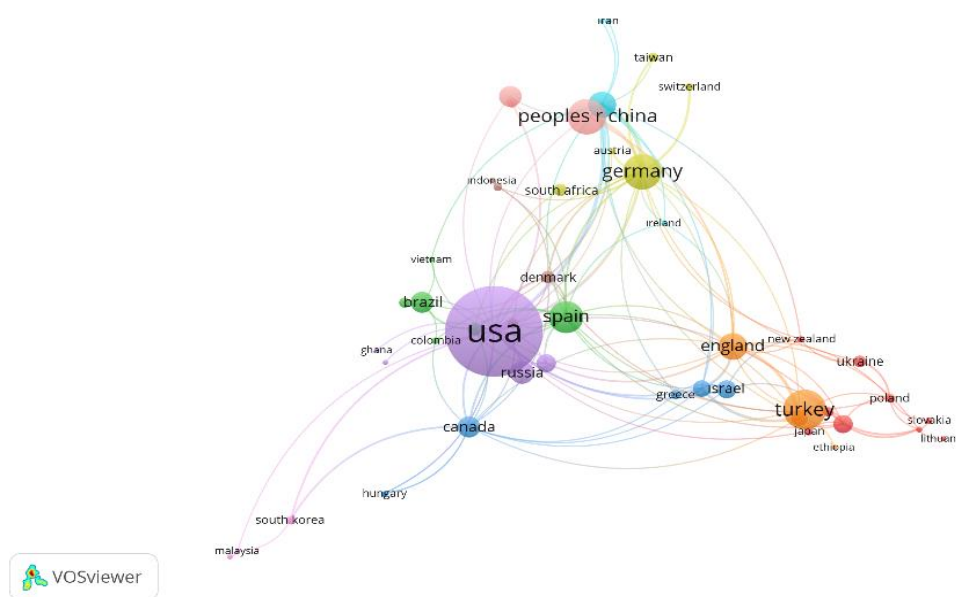 iran
taiwan
switzerland
peoples r china
austria
germany
indonesia
south africa
ireland
vietnam
denmark
brazil
spain
usa
colombia
ghana
england
new zealand
russia
ukraine
greece
israel
poland
turkey
canada
japan
slovakia
ethiopia
lithuan
hungary
south korea
malaysia
VOSviewer